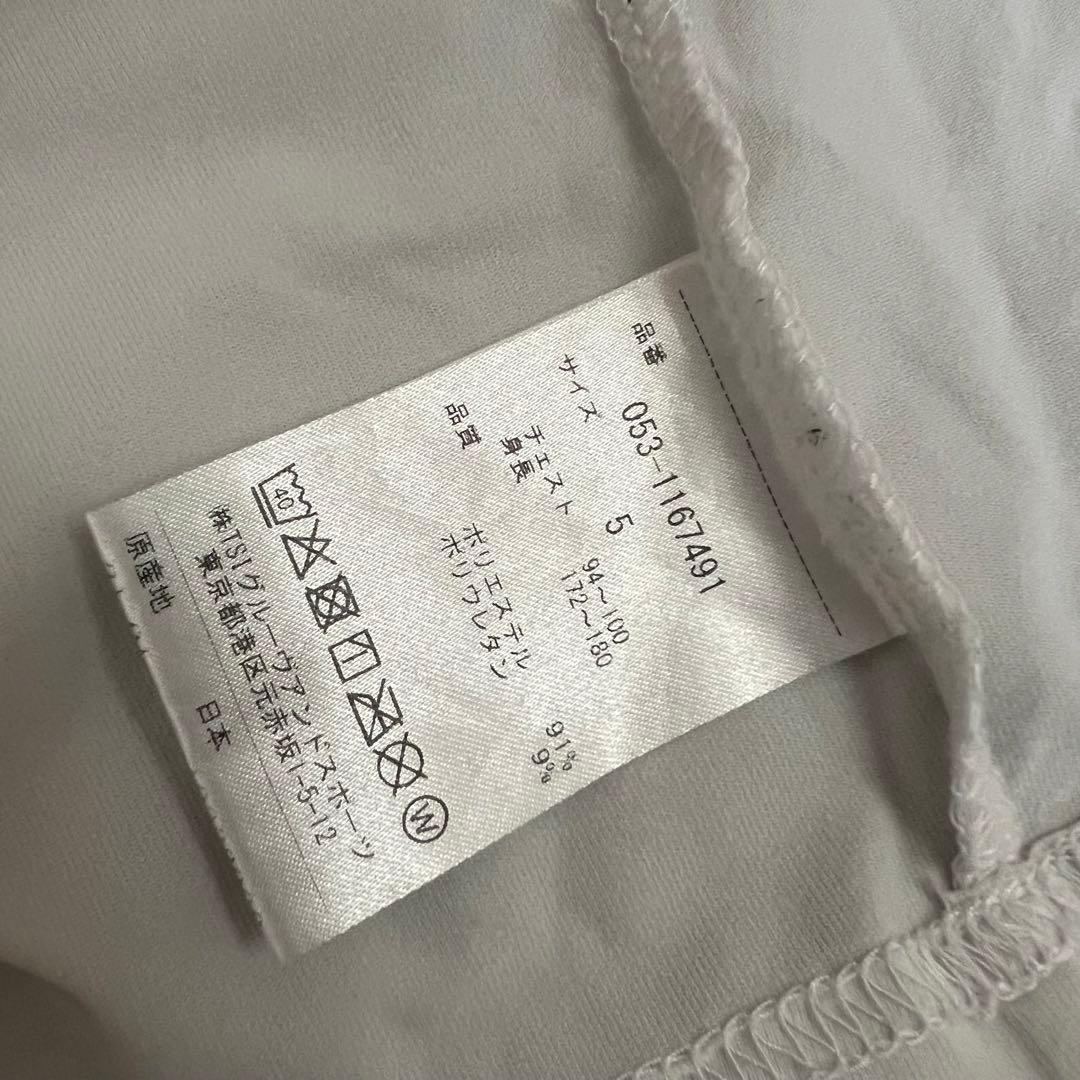 品番 053-1167491
サイズ 5
チェスト 94～100
身長 172～180
品質 ポリエステル 91%
ポリウレタン 9%
40
W
株TSIグルーヴアンドスポーツ
東京都港区元赤坂1-5-12
原産地 日本